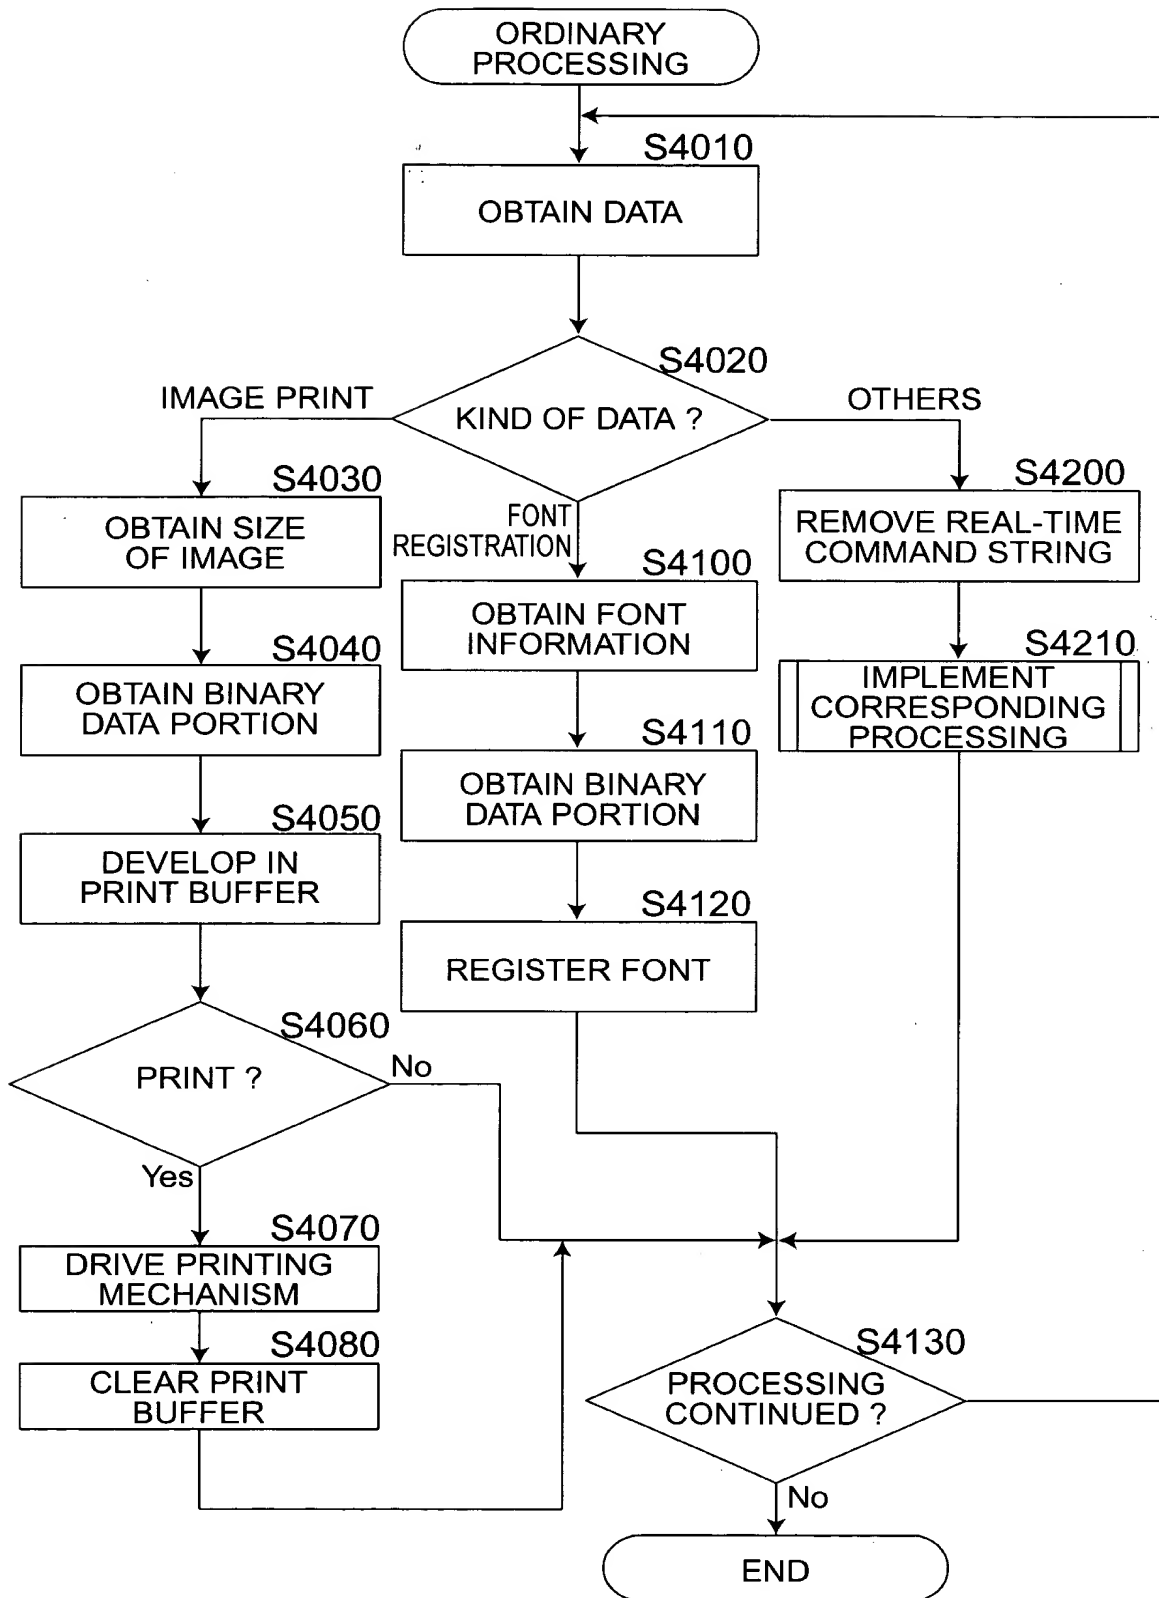 ORDINARY
PROCESSING
S4010
OBTAIN DATA
S4020
KIND OF DATA ?
IMAGE PRINT
OTHERS
FONT
REGISTRATION
S4030
OBTAIN SIZE
OF IMAGE
S4040
OBTAIN BINARY
DATA PORTION
S4050
DEVELOP IN
PRINT BUFFER
S4060
PRINT ?
No
Yes
S4070
DRIVE PRINTING
MECHANISM
S4080
CLEAR PRINT
BUFFER
S4100
OBTAIN FONT
INFORMATION
S4110
OBTAIN BINARY
DATA PORTION
S4120
REGISTER FONT
S4200
REMOVE REAL-TIME
COMMAND STRING
S4210
IMPLEMENT
CORRESPONDING
PROCESSING
S4130
PROCESSING
CONTINUED ?
No
END